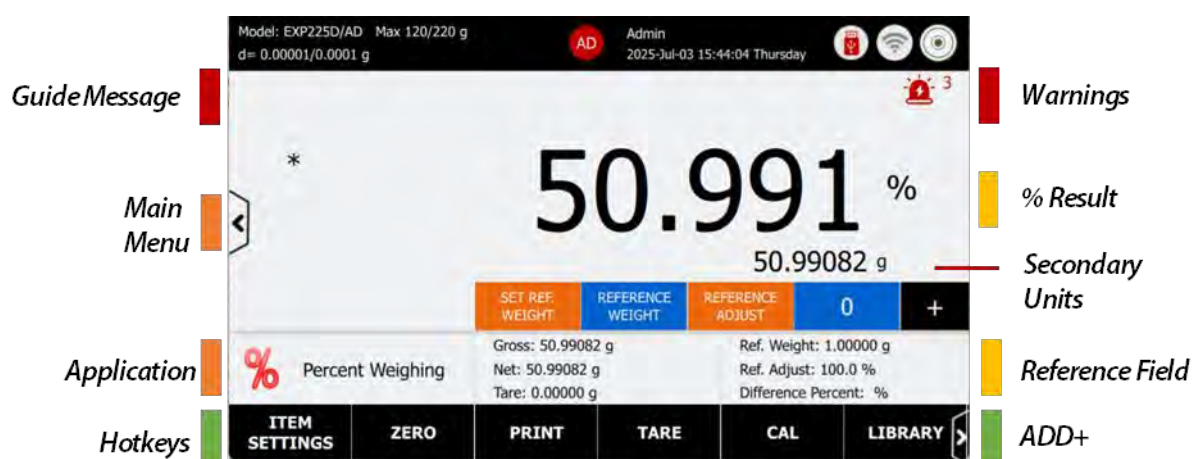 Model: EXP225D/AD Max 120/220 g
d= 0.00001/0.0001 g
AD
Admin
2025-Jul-03 15:44:04 Thursday
Guide Message
3
Warnings
*
50.991 %
% Result
Main
Menu
50.99082 g
Secondary
Units
SET REF.
WEIGHT
REFERENCE
WEIGHT
REFERENCE
ADJUST
0
+
Application
% Percent Weighing
Gross: 50.99082 g
Net: 50.99082 g
Tare: 0.00000 g
Ref. Weight: 1.00000 g
Ref. Adjust: 100.0 %
Difference Percent: %
Reference Field
Hotkeys
ITEM
SETTINGS
ZERO
PRINT
TARE
CAL
LIBRARY
ADD+